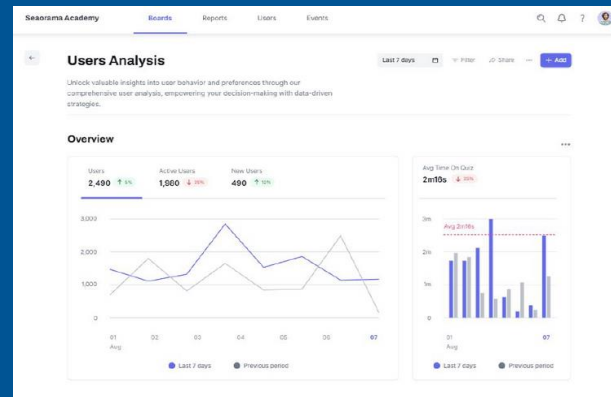 Seaorama Academy
Boards
Reports
Users
Events
?
Users Analysis
Last 7 days
Filter
Share
+ Add
Unlock valuable insights into user behavior and preferences through our
comprehensive user analysis, empowering your decision-making with data-driven
strategies.
Overview
Users
2,490
Active Users
1,980
New Users
490
3,000
2,000
1,000
0
01
Aug
02
03
04
05
06
07
Last 7 days
Previous period
Avg Time On Quiz
2m18s
3m
Avg 2m18s
2m
1m
0
01
Aug
07
Last 7 days
Previous period